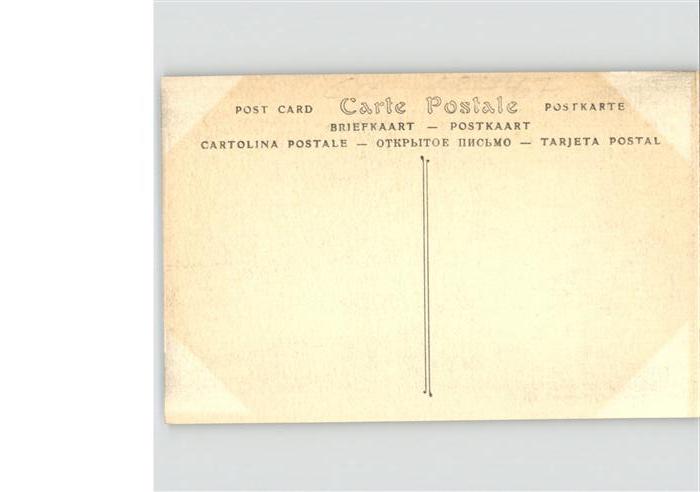 POST CARD Carte Postale POSTKARTE
BRIEFKAART — POSTKAART
CARTOLINA POSTALE — ОТКРЫТОЕ ПИСЬМО — TARJETA POSTAL